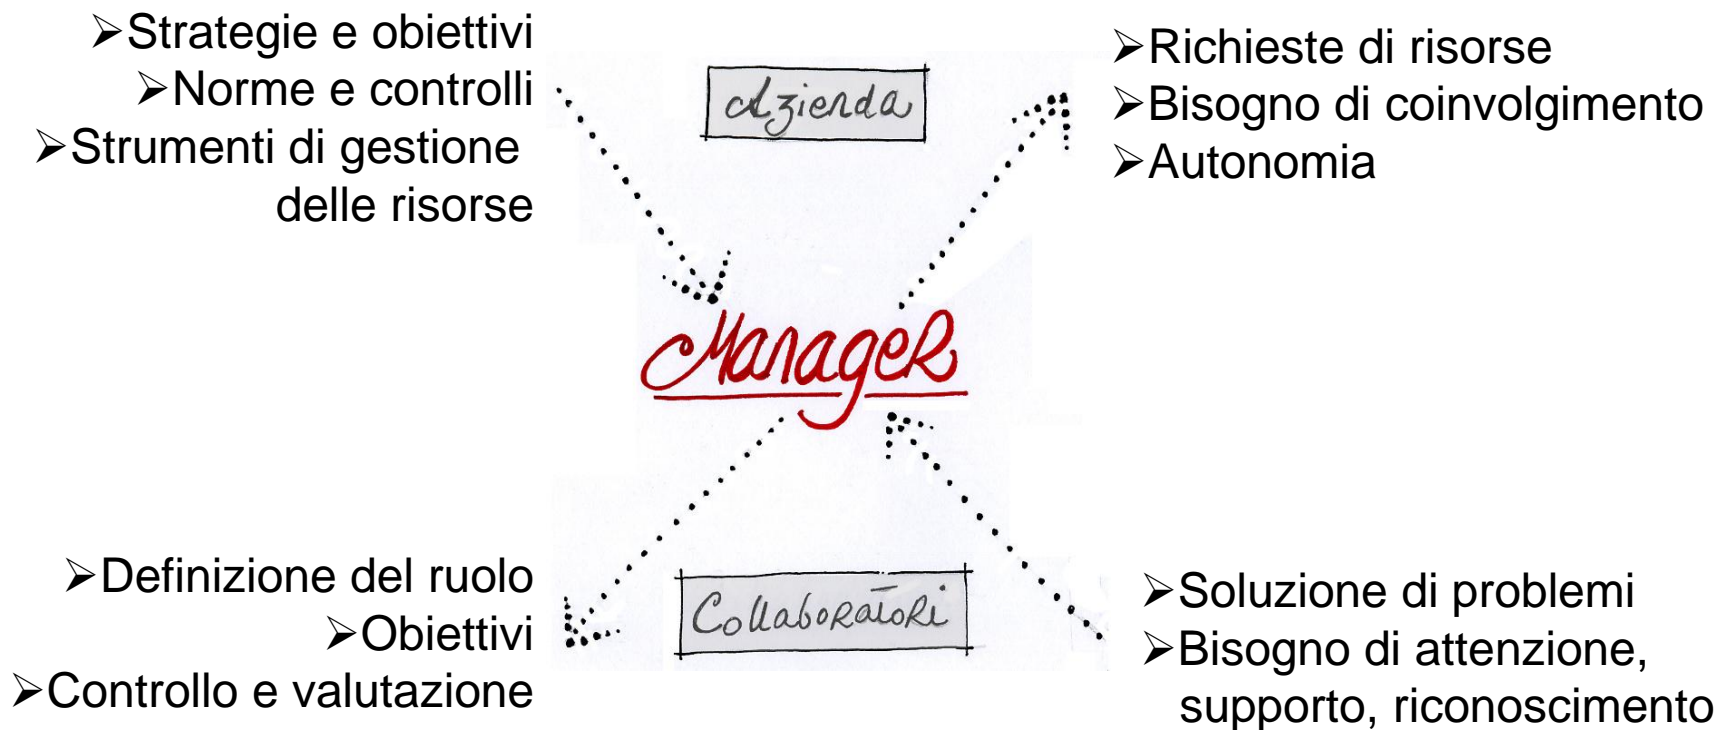 ➢Strategie e obiettivi
➢Norme e controlli
➢Strumenti di gestione
delle risorse
Azienda
➢Richieste di risorse
➢Bisogno di coinvolgimento
➢Autonomia
Manager
➢Definizione del ruolo
➢Obiettivi
➢Controllo e valutazione
Collaboratori
➢Soluzione di problemi
➢Bisogno di attenzione,
supporto, riconoscimento